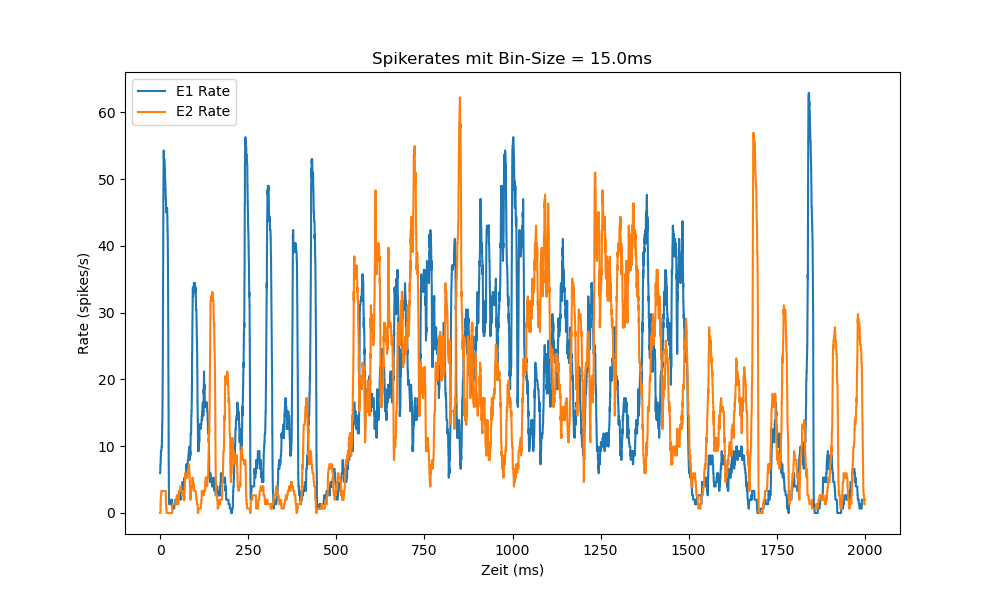 Spikerates mit Bin-Size = 15.0ms
E1 Rate
E2 Rate
60
50
40
30
20
10
0
Rate (spikes/s)
0 250 500 750 1000 1250 1500 1750 2000
Zeit (ms)